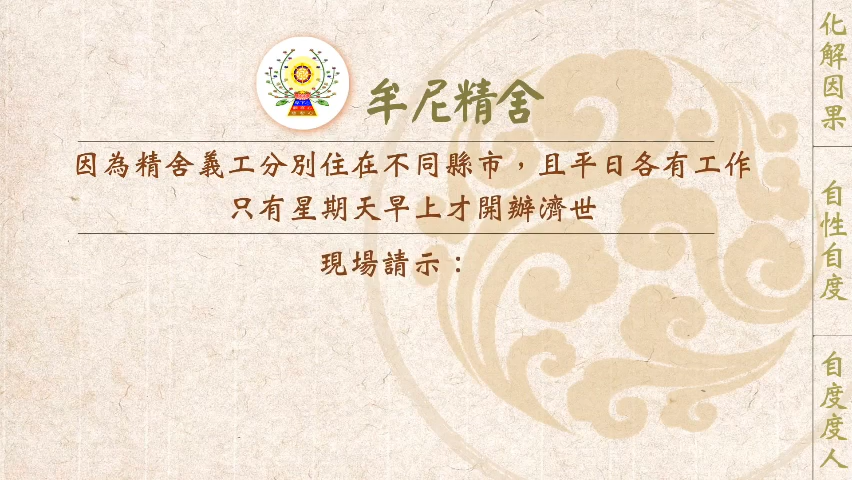 牟尼精舍
因為精舍義工分別住在不同縣市，且平日各有工作
只有星期天早上才開辦濟世
現場請示：
化解因果
自性自度
自度度人